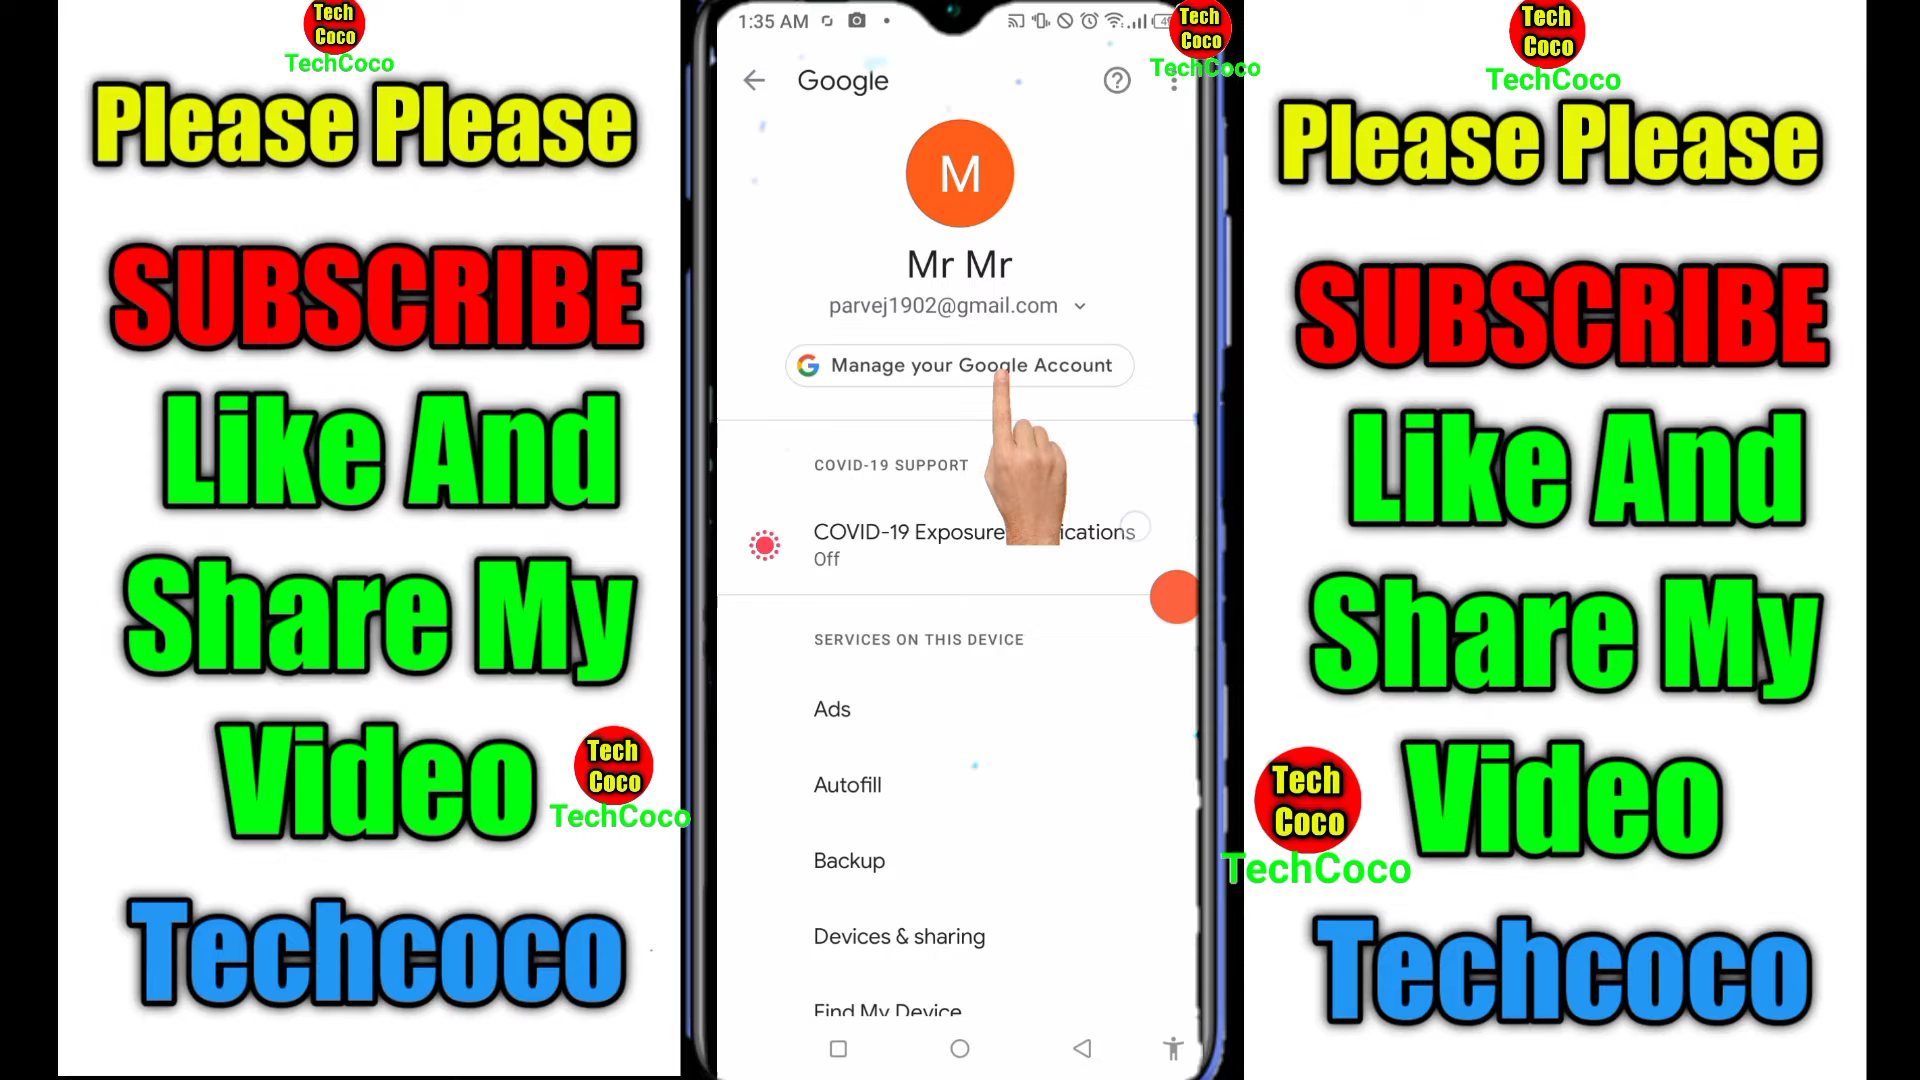 Tech
Coco
TechCoco
Please Please
SUBSCRIBE
Like And
Share My
Video
Tech
Coco
TechCoco
Techcoco
1:35 AM
Google
M
Mr Mr
parvej1902@gmail.com
Manage your Google Account
COVID-19 SUPPORT
COVID-19 Exposure ications
Off
SERVICES ON THIS DEVICE
Ads
Autofill
Backup
Devices & sharing
Find My Device
Tech
Coco
TechCoco
Tech
Coco
TechCoco
Please Please
SUBSCRIBE
Like And
Share My
Video
Tech
Coco
TechCoco
Techcoco